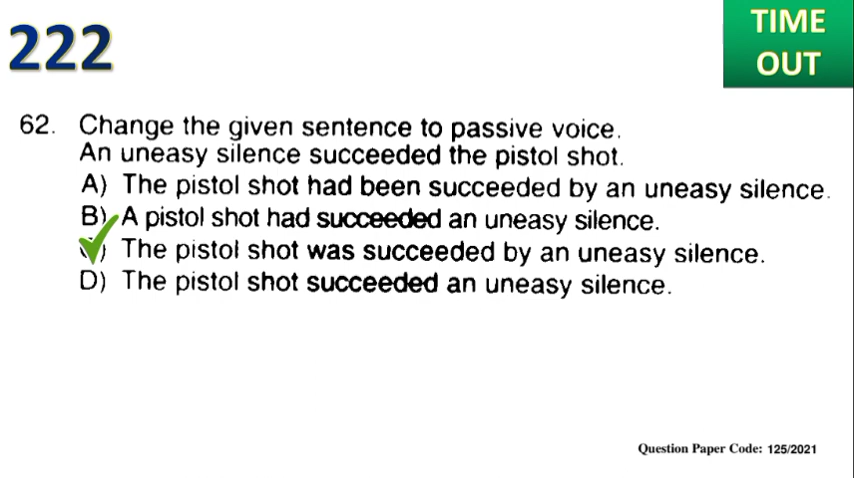 222
TIME
OUT
62. Change the given sentence to passive voice.
An uneasy silence succeeded the pistol shot.
A) The pistol shot had been succeeded by an uneasy silence.
B) A pistol shot had succeeded an uneasy silence.
) The pistol shot was succeeded by an uneasy silence.
D) The pistol shot succeeded an uneasy silence.
Question Paper Code: 125/2021